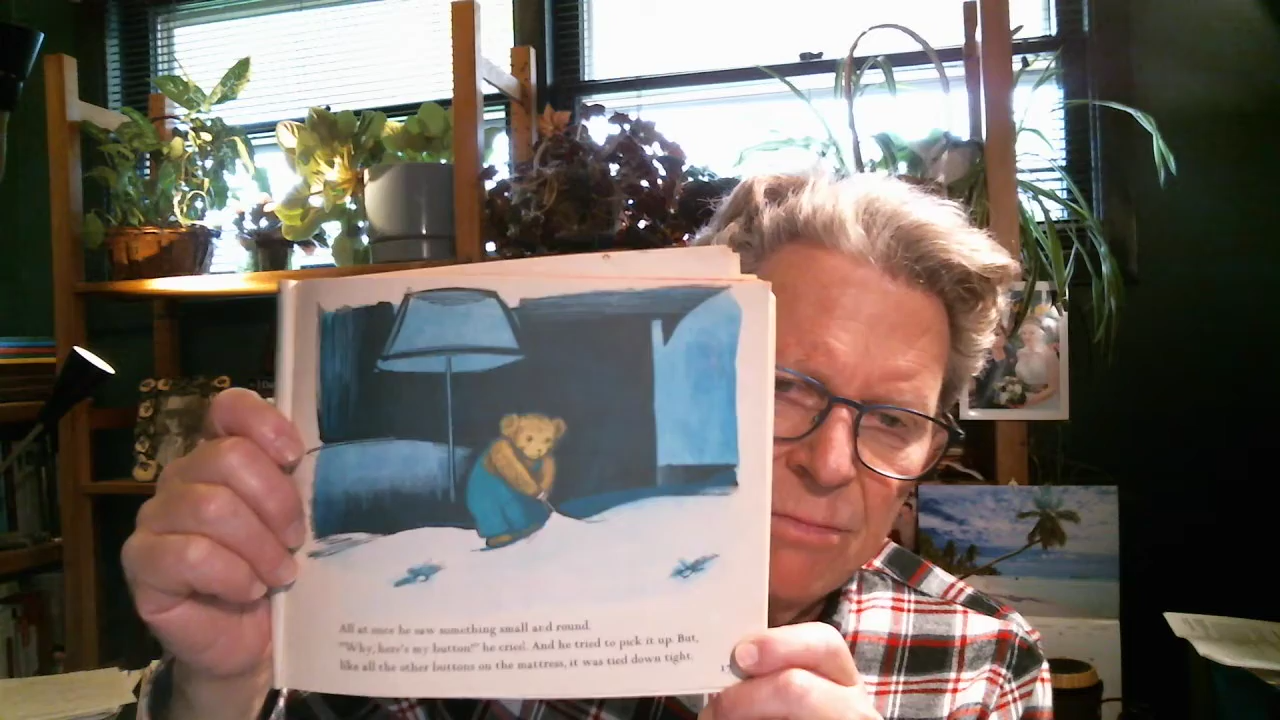 All at once he saw something small and round.
"Why, here's my button!" he cried. And he tried to pick it up. But,
like all the other buttons on the mattress, it was tied down tight.